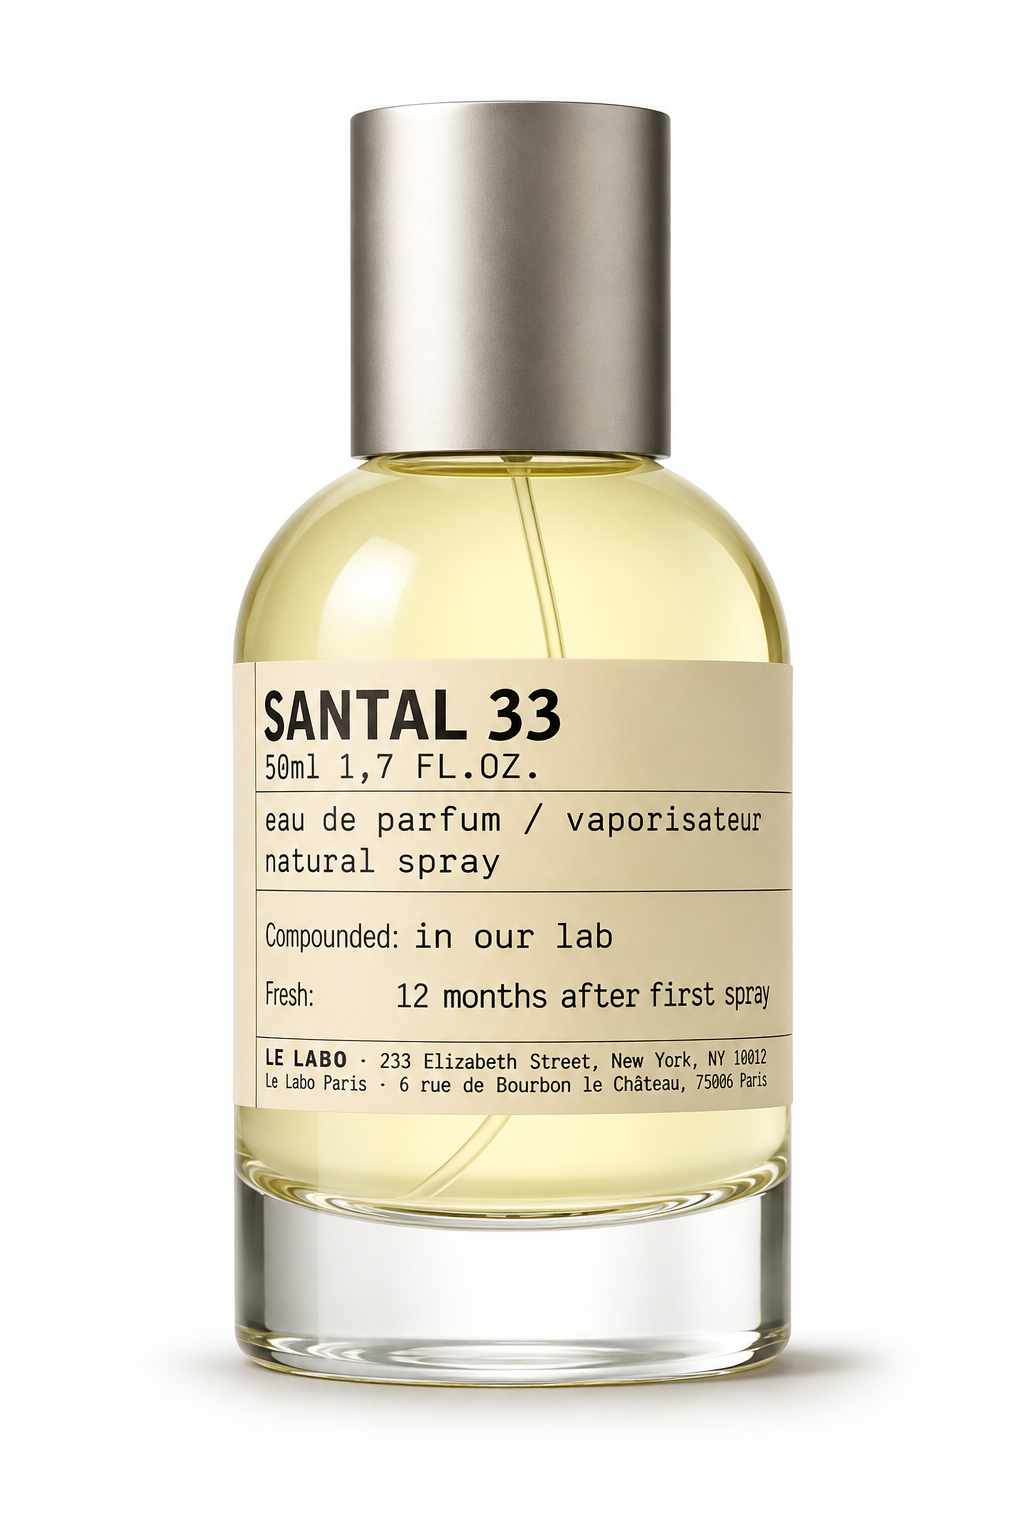 SANTAL 33
50ml 1,7 FL.OZ.
eau de parfum / vaporisateur
natural spray
Compounded: in our lab
Fresh: 12 months after first spray
LE LABO · 233 Elizabeth Street, New York, NY 10012
Le Labo Paris · 6 rue de Bourbon le Château, 75006 Paris